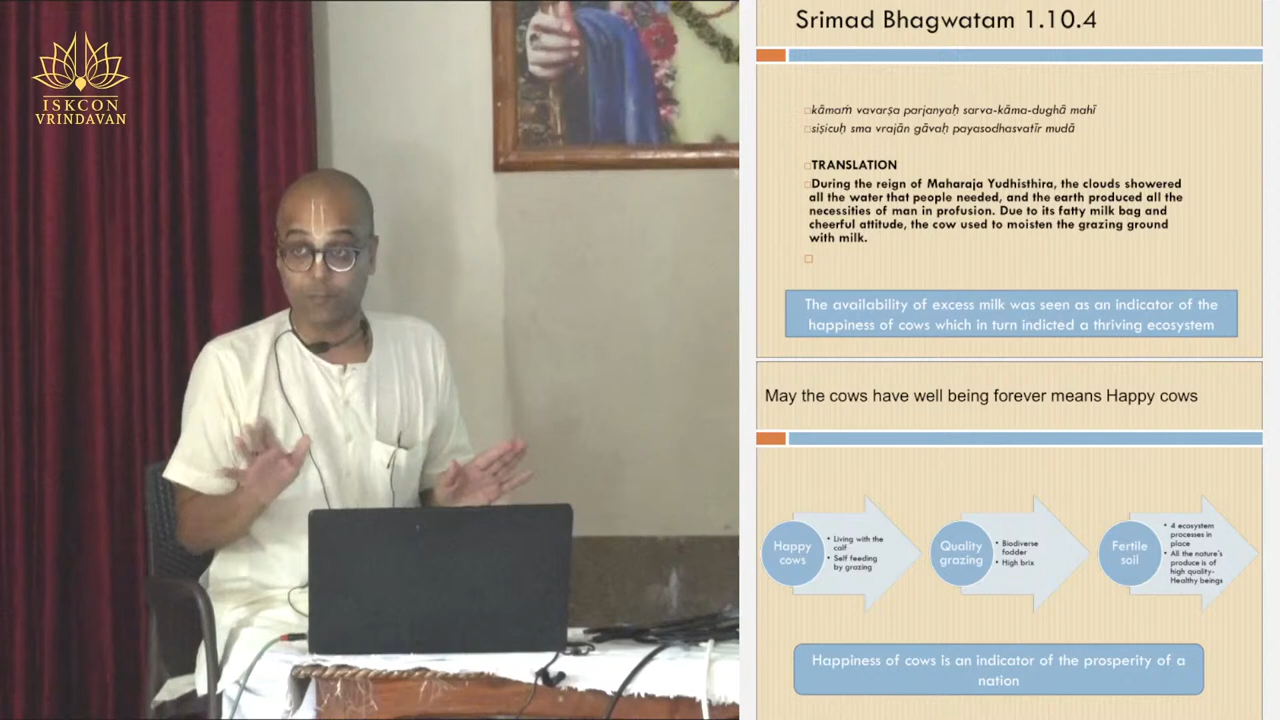 ISKCON
VRINDAVAN
Srimad Bhagwatam 1.10.4
kāmaṁ vavarṣa parjanyaḥ sarva-kāma-dughā mahī
siṣicuḥ sma vrajān gāvaḥ payasodhasvatīr mudā
TRANSLATION
During the reign of Maharaja Yudhisthira, the clouds showered
all the water that people needed, and the earth produced all the
necessities of man in profusion. Due to its fatty milk bag and
cheerful attitude, the cow used to moisten the grazing ground
with milk.
The availability of excess milk was seen as an indicator of the
happiness of cows which in turn indicted a thriving ecosystem
May the cows have well being forever means Happy cows
Happy
cows
• Living with the
calf
• Self feeding
by grazing
Quality
grazing
• Biodiverse
fodder
• High brix
Fertile
soil
• 4 ecosystem
processes in
place
• All the nature's
produce is of
high quality-
Healthy beings
Happiness of cows is an indicator of the prosperity of a
nation